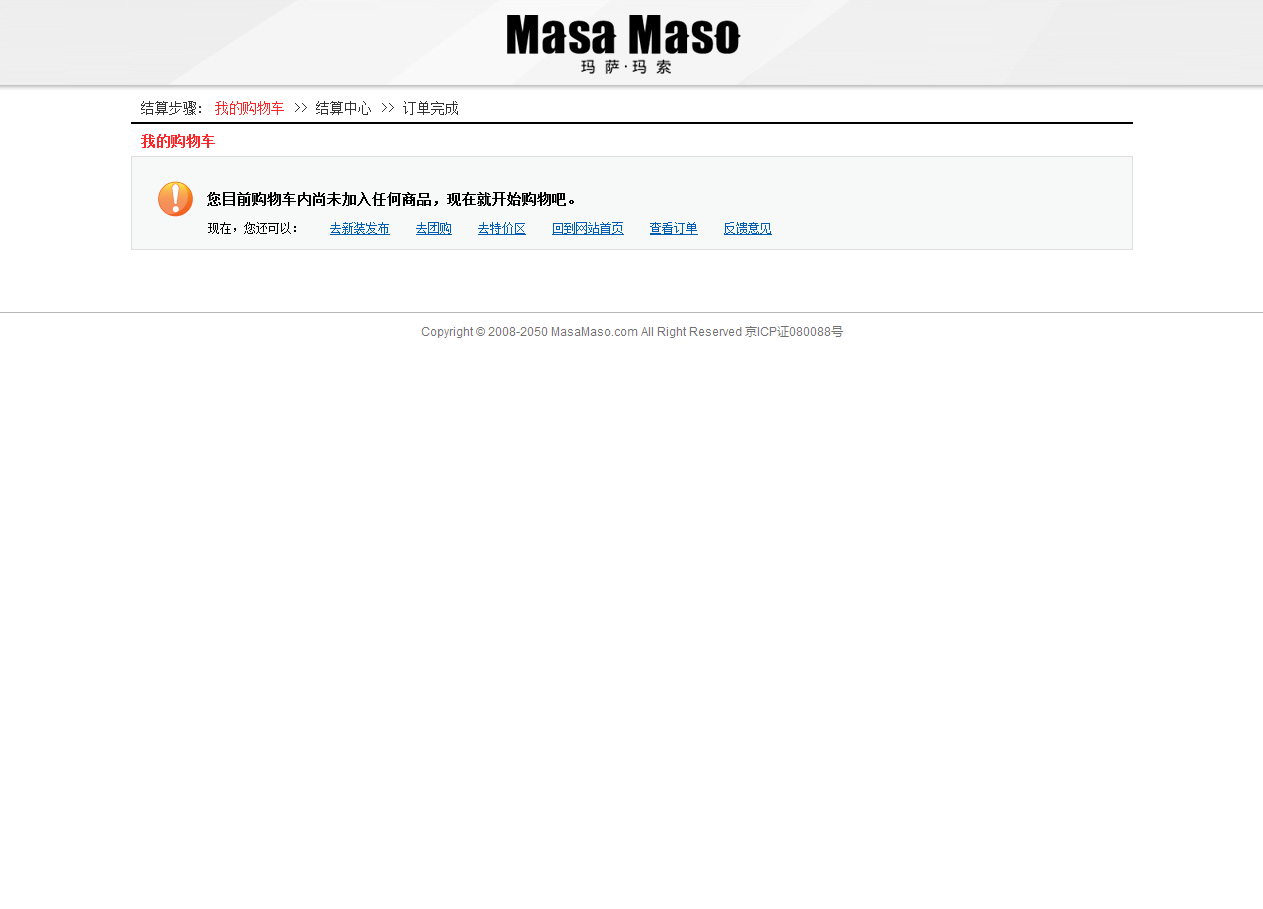 Masa Maso
玛 萨·玛 索
结算步骤： 我的购物车 >> 结算中心 >> 订单完成
我的购物车
您目前购物车内尚未加入任何商品，现在就开始购物吧。
现在，您还可以： 去新装发布 去团购 去特价区 回到网站首页 查看订单 反馈意见
Copyright © 2008-2050 MasaMaso.com All Right Reserved 京ICP证080088号